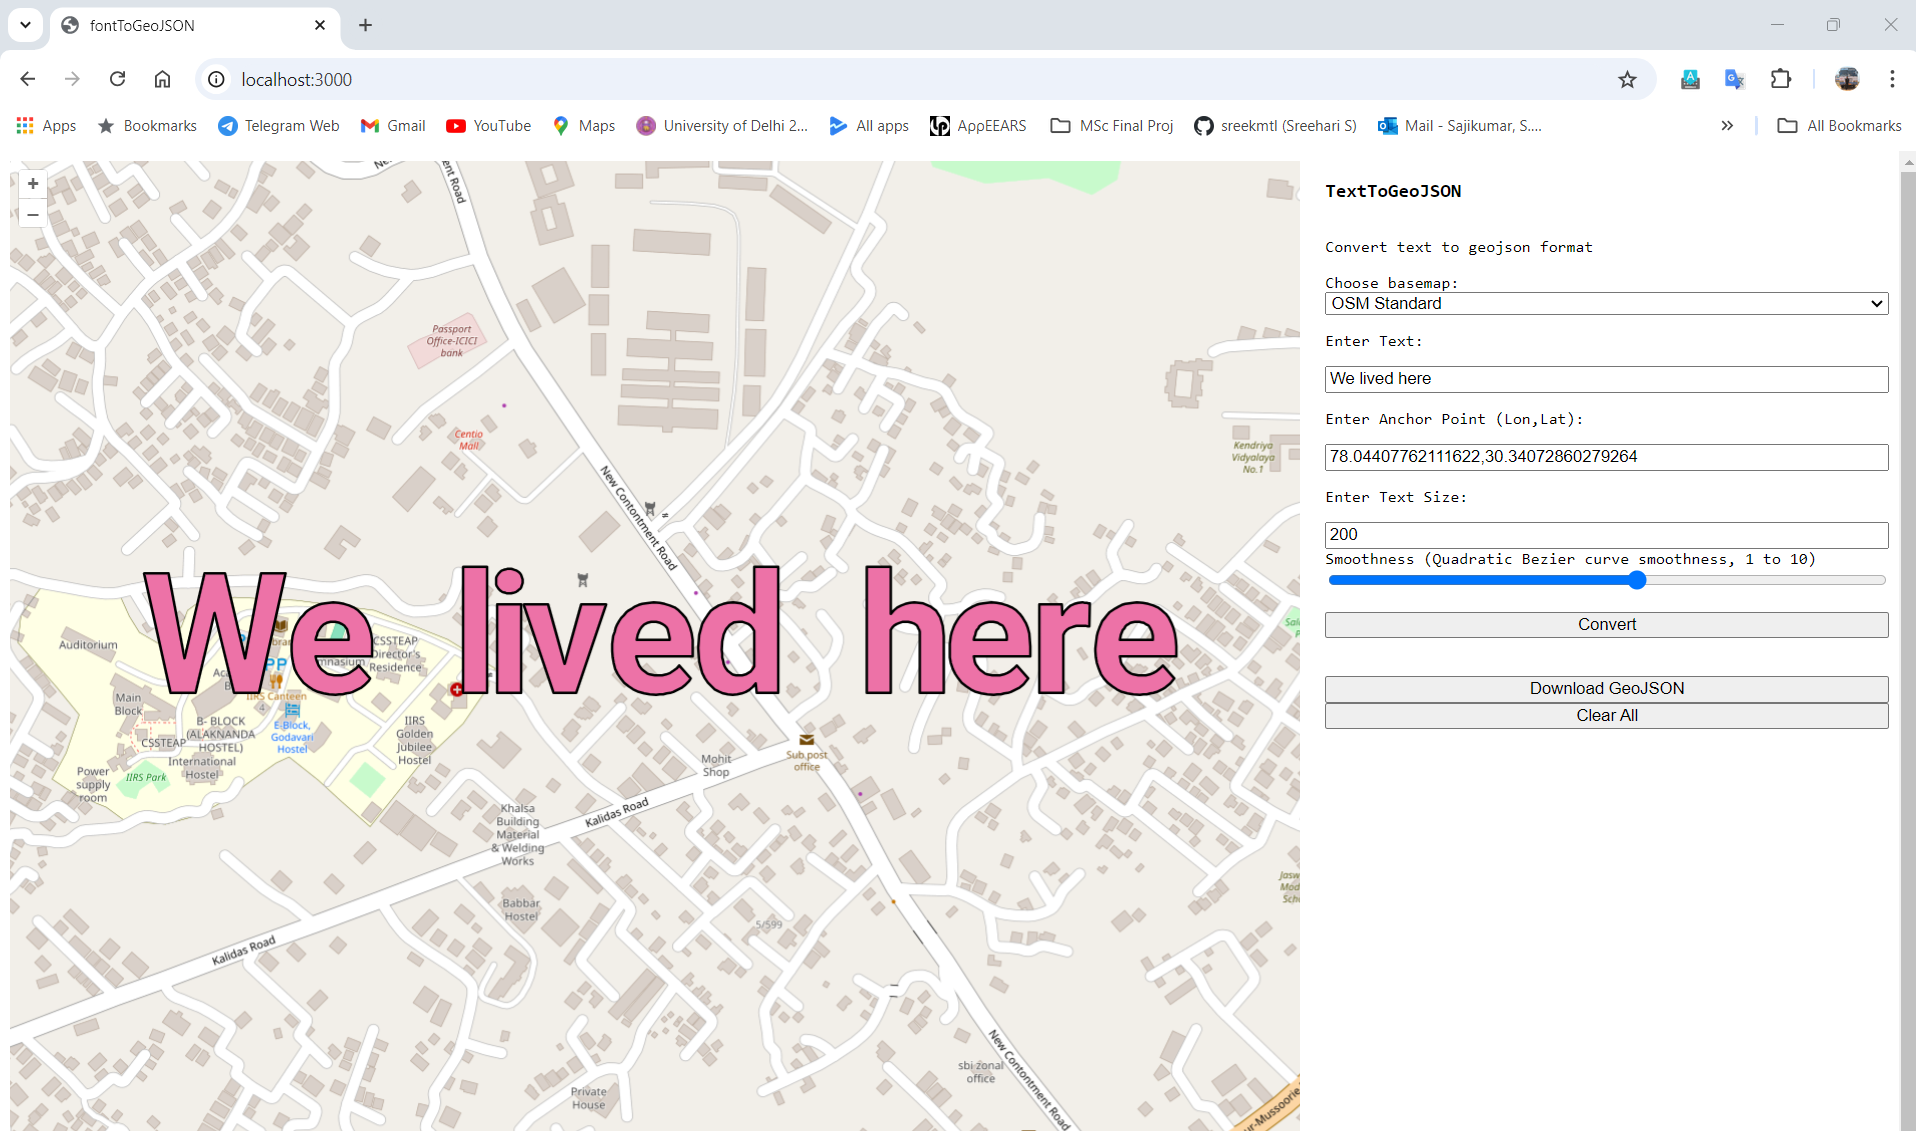 fontToGeoJSON
localhost:3000
Apps
Bookmarks
Telegram Web
Gmail
YouTube
Maps
University of Delhi 2...
All apps
AρρEEARS
MSc Final Proj
sreekmtl (Sreehari S)
Mail - Sajikumar, S....
»
All Bookmarks
+
−
TextToGeoJSON
Convert text to geojson format
Choose basemap:
OSM Standard
Enter Text:
We lived here
Enter Anchor Point (Lon,Lat):
78.04407762111622,30.34072860279264
Enter Text Size:
200
Smoothness (Quadratic Bezier curve smoothness, 1 to 10)
Convert
Download GeoJSON
Clear All
Passport
Office-ICICI
bank
Centio
Mall
Kendriya
Vidyalaya
No.1
New Contontment Road
We lived here
Auditorium
CSSTEAP
Director's
Residence
Main
Block
IIRS Canteen
4
B- BLOCK
(ALAKNANDA
HOSTEL)
E-Block,
Godavari
Hostel
IIRS
Golden
Jubilee
Hostel
CSSTEAP
International
Hostel
Power
supply
room
IIRS Park
Mohit
Shop
Sub post
office
Kalidas Road
Khalsa
Building
Material
& Welding
Works
Babbar
Hostel
5/599
Kalidas Road
New Contontment Road
sbi zonal
office
Private
House